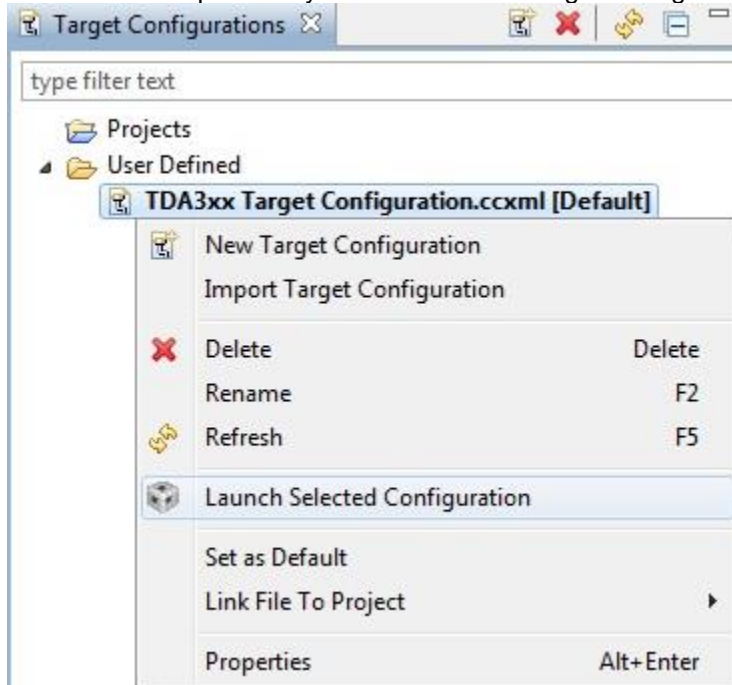 Target Configurations
type filter text
Projects
User Defined
TDA3xx Target Configuration.ccxml [Default]
New Target Configuration
Import Target Configuration
Delete Delete
Rename F2
Refresh F5
Launch Selected Configuration
Set as Default
Link File To Project
Properties Alt+Enter